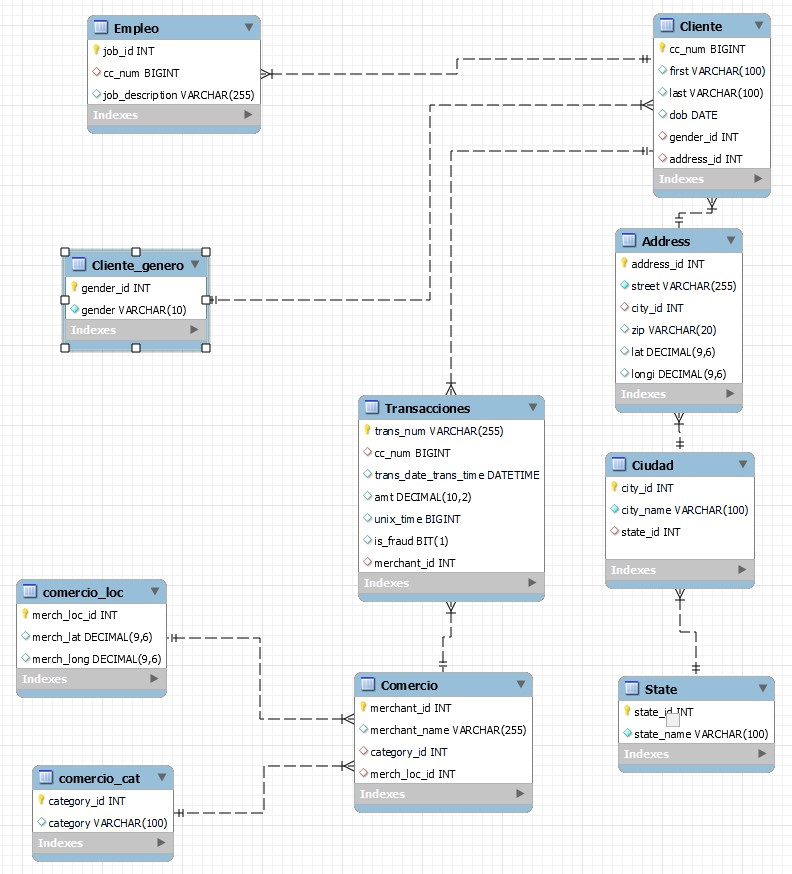 Empleo
job_id INT
cc_num BIGINT
job_description VARCHAR(255)
Indexes
Cliente
cc_num BIGINT
first VARCHAR(100)
last VARCHAR(100)
dob DATE
gender_id INT
address_id INT
Indexes
Cliente_genero
gender_id INT
gender VARCHAR(10)
Indexes
Address
address_id INT
street VARCHAR(255)
city_id INT
zip VARCHAR(20)
lat DECIMAL(9,6)
longi DECIMAL(9,6)
Indexes
Transacciones
trans_num VARCHAR(255)
cc_num BIGINT
trans_date_trans_time DATETIME
amt DECIMAL(10,2)
unix_time BIGINT
is_fraud BIT(1)
merchant_id INT
Indexes
Ciudad
city_id INT
city_name VARCHAR(100)
state_id INT
Indexes
comercio_loc
merch_loc_id INT
merch_lat DECIMAL(9,6)
merch_long DECIMAL(9,6)
Indexes
Comercio
merchant_id INT
merchant_name VARCHAR(255)
category_id INT
merch_loc_id INT
Indexes
State
state_id INT
state_name VARCHAR(100)
Indexes
comercio_cat
category_id INT
category VARCHAR(100)
Indexes